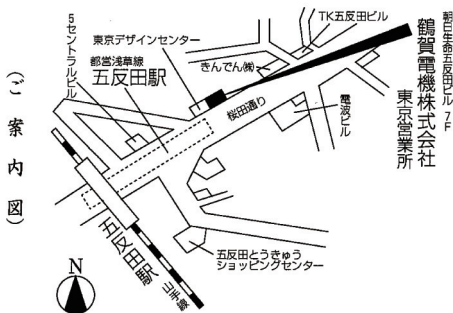 (ご案内図)
5セントラルビル
東京デザインセンター
都営浅草線
五反田駅
きんでん㈱
TK五反田ビル
朝日生命五反田ビル 7F
鶴賀電機株式会社
東京営業所
桜田通り
電波ビル
五反田駅
山手線
五反田とうきゅう
ショッピングセンター
N